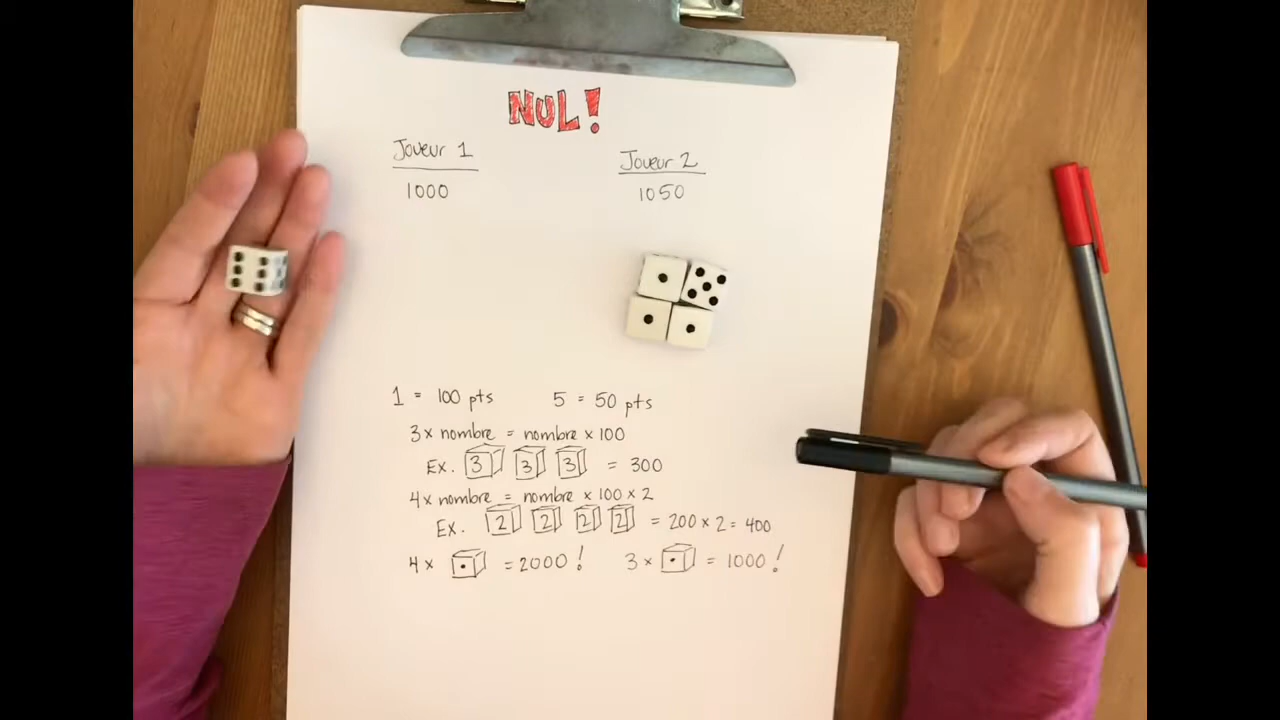 NUL!
Joueur 1 Joueur 2
1000 1050
1 = 100 pts 5 = 50 pts
3 x nombre = nombre x 100
Ex. 3 3 3 = 300
4 x nombre = nombre x 100 x 2
Ex. 2 2 2 2 = 200 x 2 = 400
4 x = 2000! 3 x = 1000!